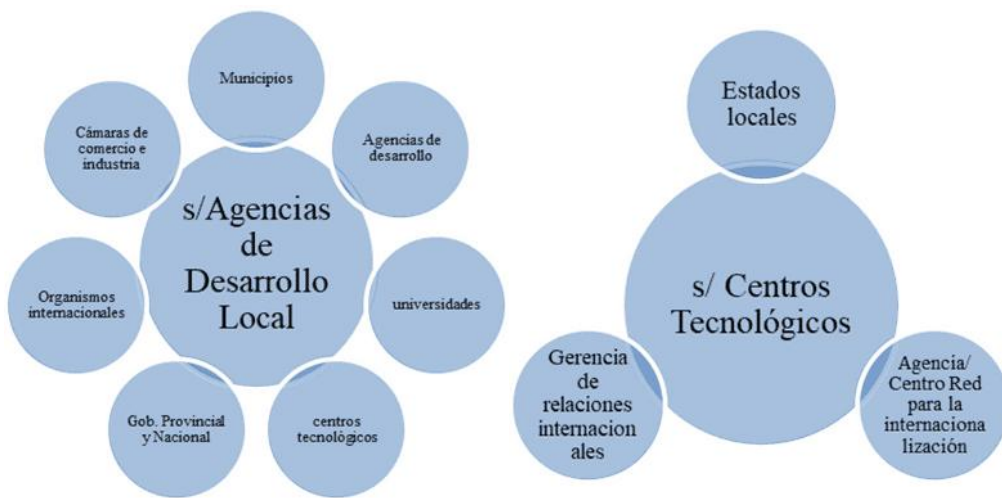 Municipios
Cámaras de
comercio e
industria
Agencias de
desarrollo
s/Agencias
de
Desarrollo
Local
Organismos
internacionales
universidades
Gob. Provincial
y Nacional
centros
tecnológicos
Estados
locales
s/ Centros
Tecnológicos
Gerencia
de
relaciones
internacion
ales
Agencia/
Centro Red
para la
internaciona
lización